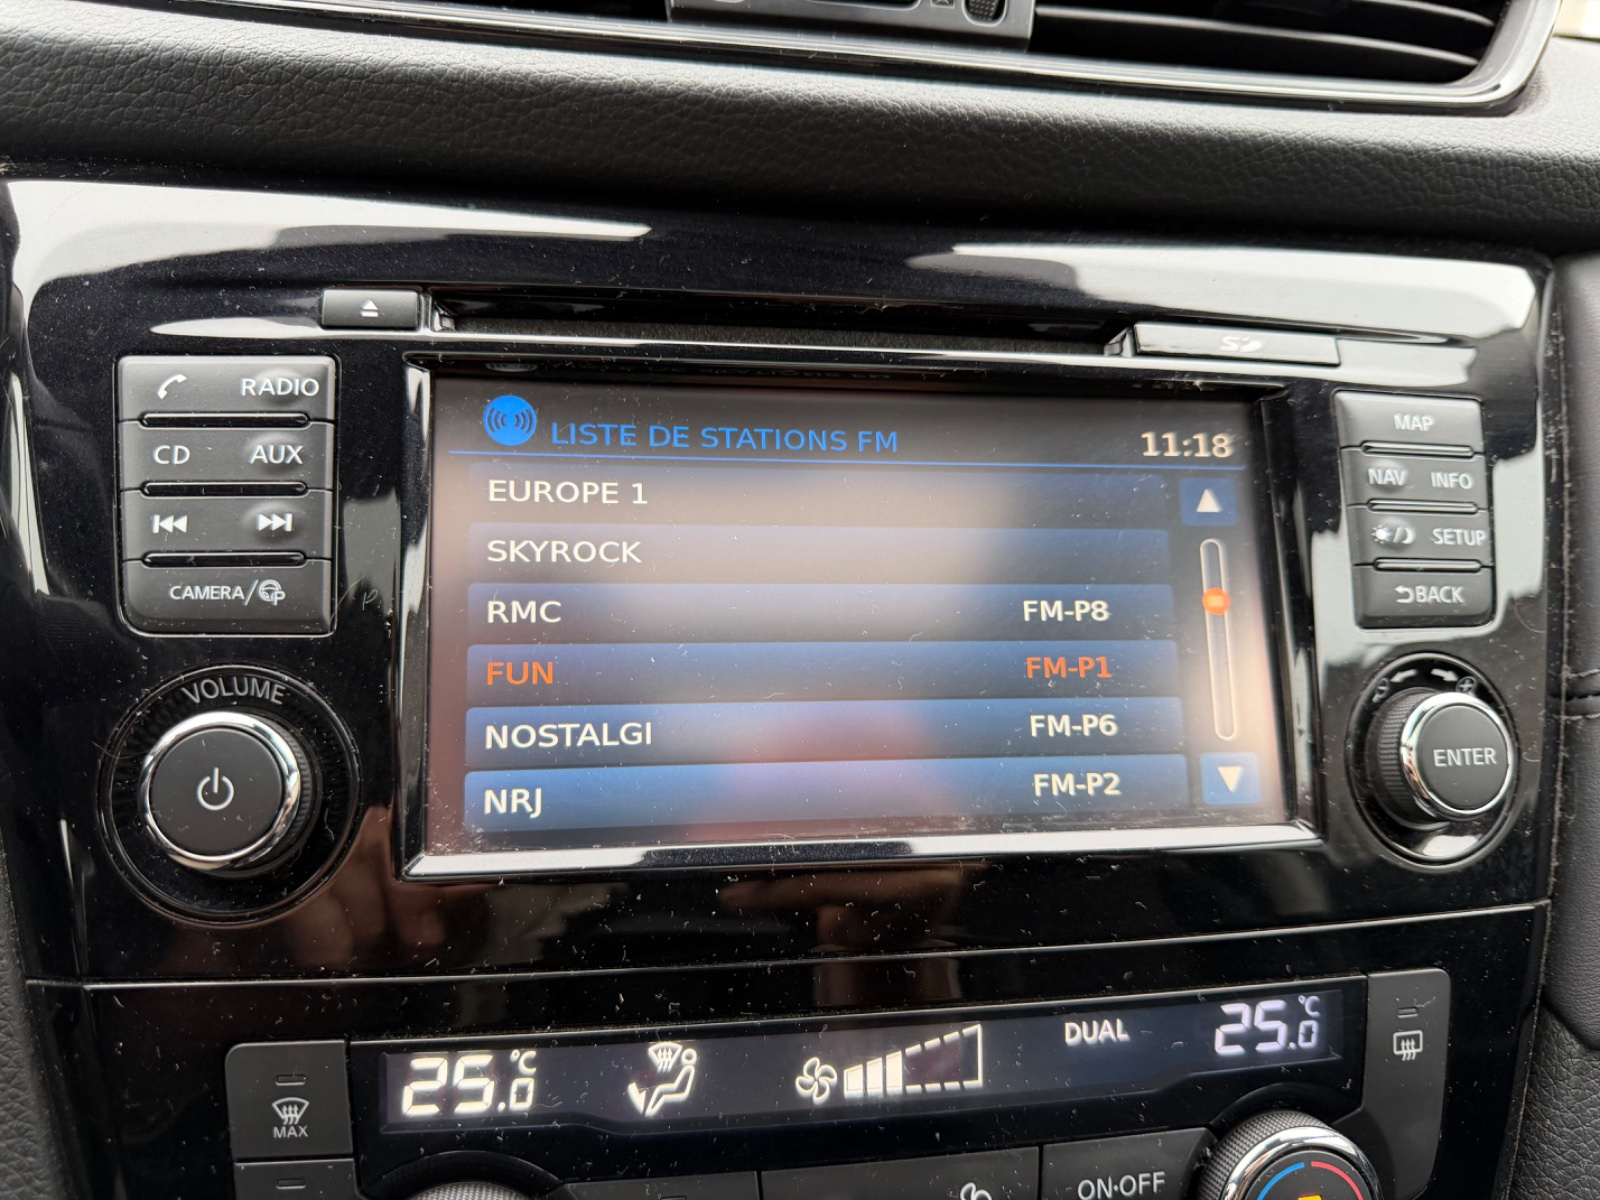 SD
RADIO
CD AUX
CAMERA/
VOLUME
LISTE DE STATIONS FM 11:18
EUROPE 1
SKYROCK
RMC FM-P8
FUN FM-P1
NOSTALGI FM-P6
NRJ FM-P2
MAP
NAV INFO
SETUP
BACK
ENTER
25.0 °C DUAL 25.0 °C
MAX
ON·OFF